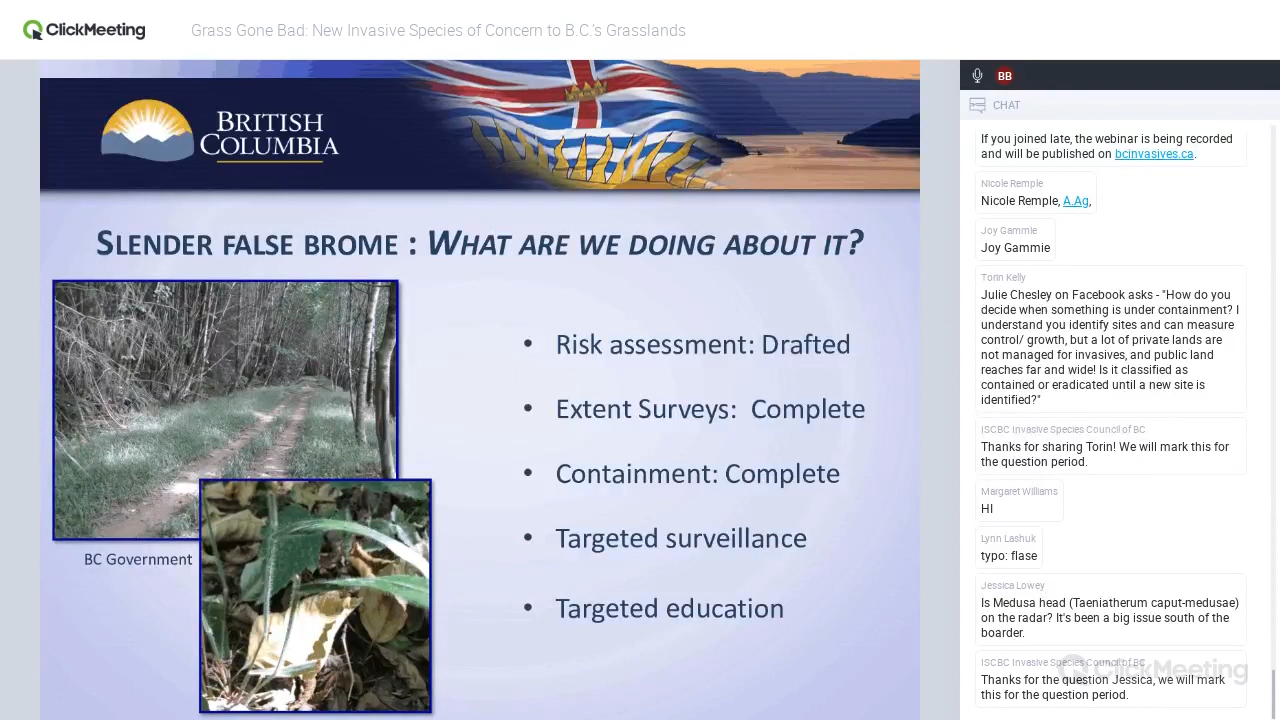 ClickMeeting
Grass Gone Bad: New Invasive Species of Concern to B.C.'s Grasslands
BRITISH
COLUMBIA
SLENDER FALSE BROME : WHAT ARE WE DOING ABOUT IT?
• Risk assessment: Drafted
• Extent Surveys: Complete
• Containment: Complete
• Targeted surveillance
• Targeted education
BC Government
BB
CHAT
If you joined late, the webinar is being recorded
and will be published on bcinvasives.ca.
Nicole Remple
Nicole Remple, A.Ag,
Joy Gammie
Joy Gammie
Torin Kelly
Julie Chesley on Facebook asks - "How do you
decide when something is under containment? I
understand you identify sites and can measure
control/ growth, but a lot of private lands are
not managed for invasives, and public land
reaches far and wide! Is it classified as
contained or eradicated until a new site is
identified?"
ISCBC Invasive Species Council of BC
Thanks for sharing Torin! We will mark this for
the question period.
Margaret Williams
HI
Lynn Lashuk
typo: flase
Jessica Lowey
Is Medusa head (Taeniatherum caput-medusae)
on the radar? It's been a big issue south of the
boarder.
ISCBC Invasive Species Council of BC
Thanks for the question Jessica, we will mark
this for the question period.
ClickMeeting